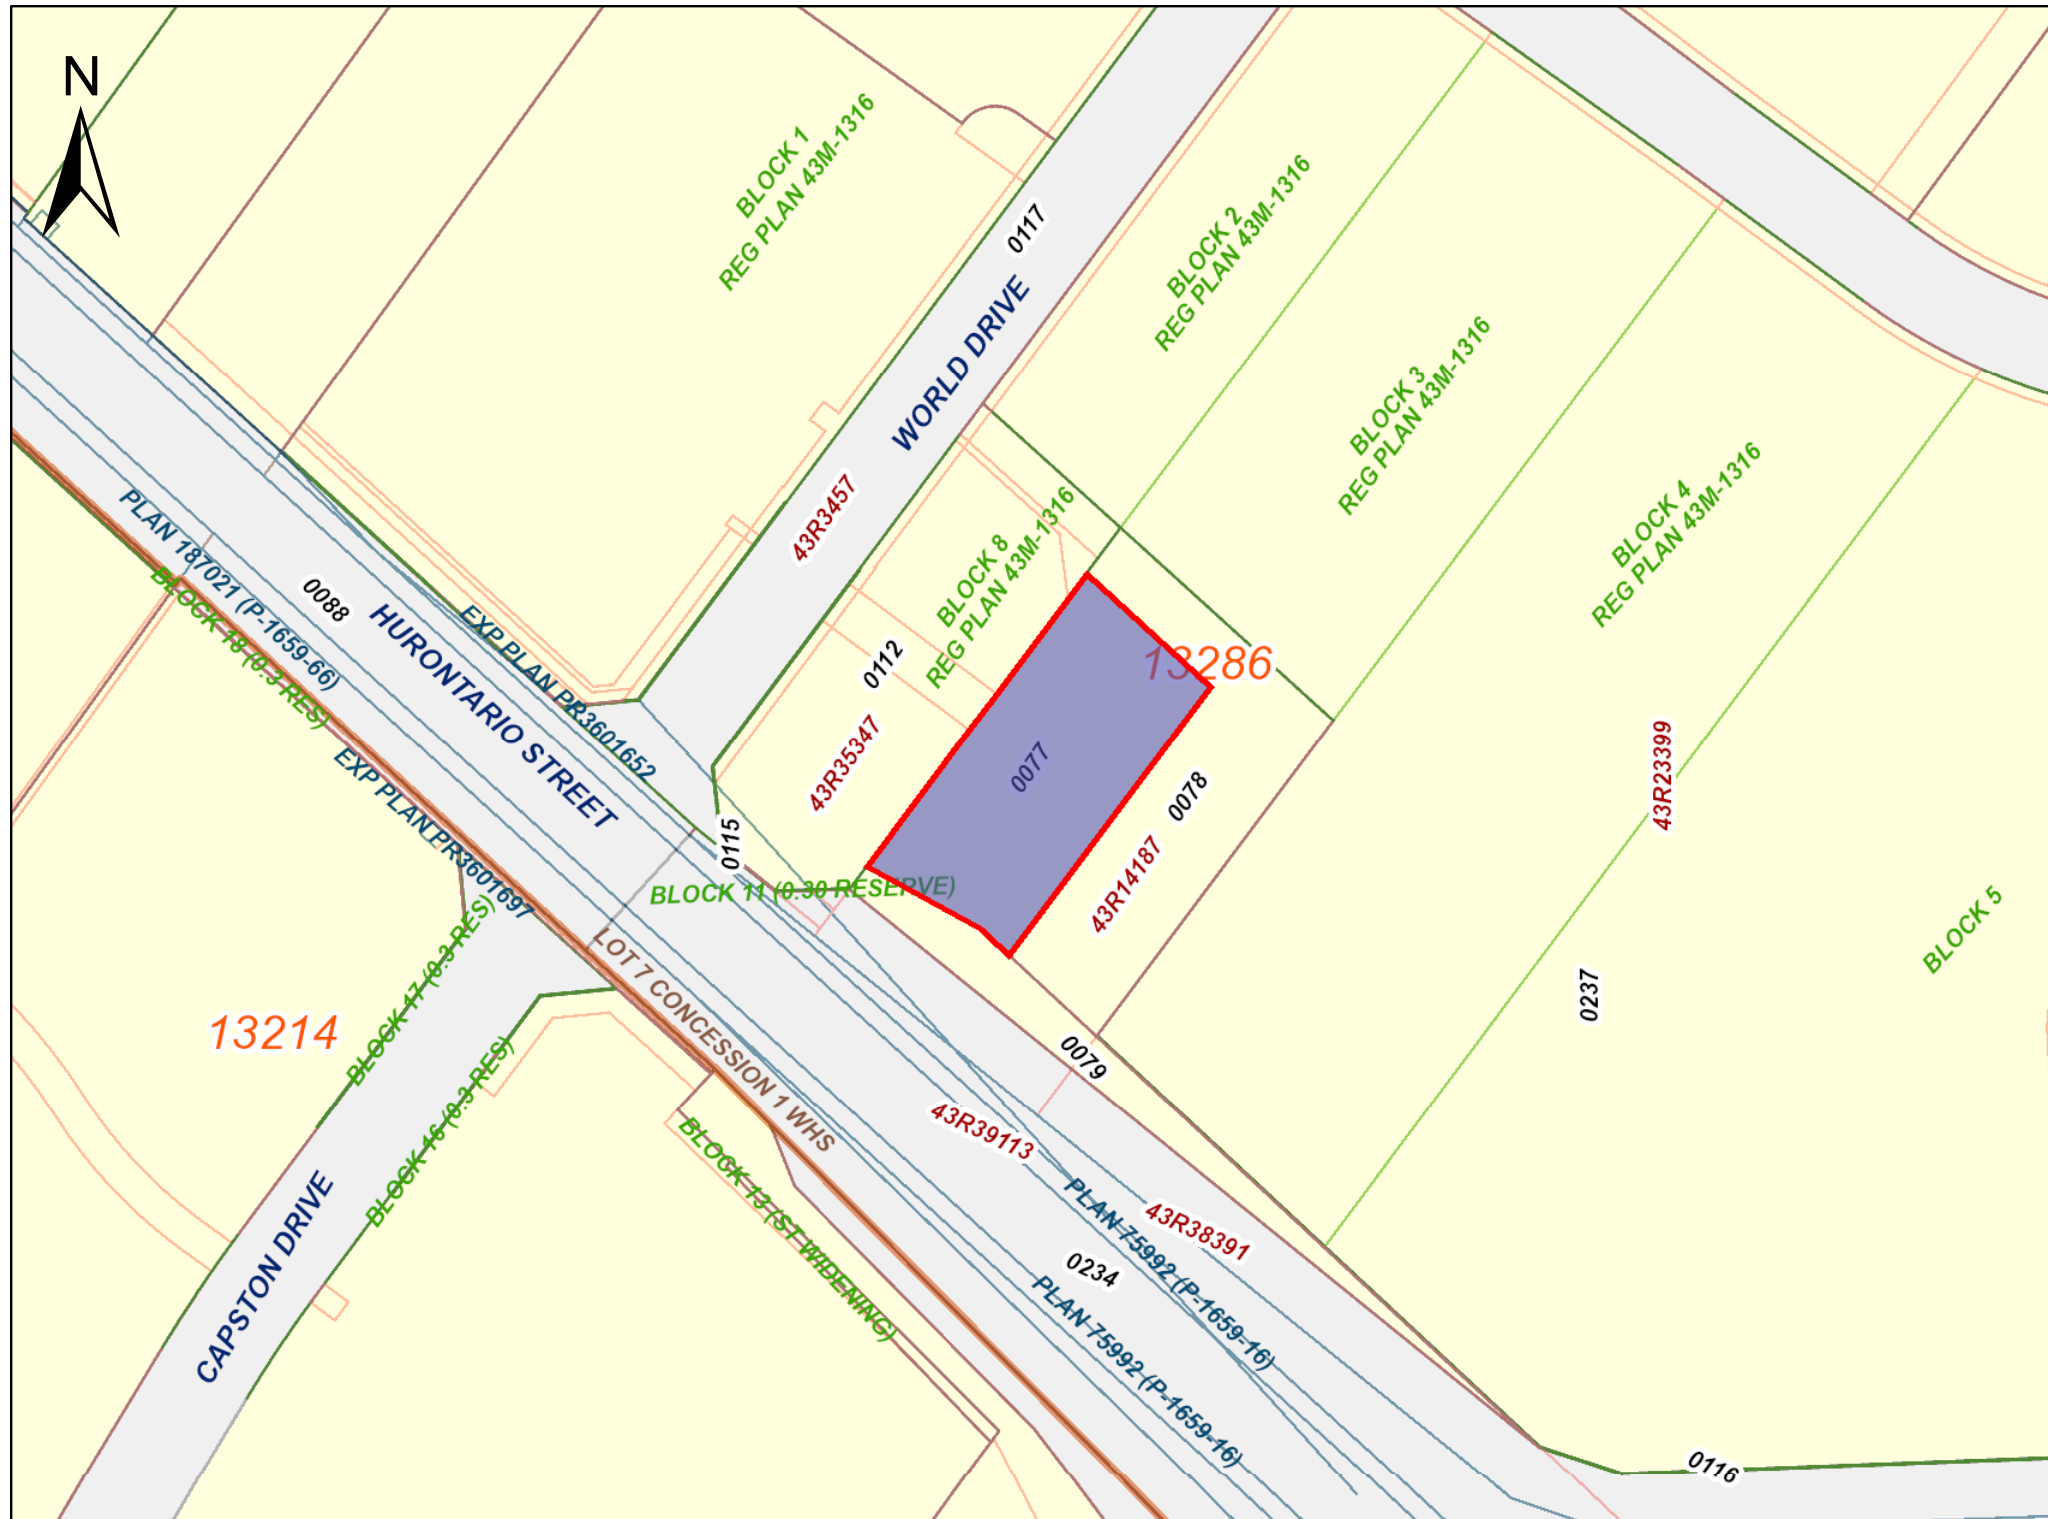 N
BLOCK 1
REG PLAN 43M-1316
0117
BLOCK 2
REG PLAN 43M-1316
WORLD DRIVE
BLOCK 3
REG PLAN 43M-1316
BLOCK 4
REG PLAN 43M-1316
43R3457
PLAN 187021 (P-1659-66)
BLOCK 18 (0.3 RES)
0088
HURONTARIO STREET
EXP PLAN PR3601652
BLOCK 8
REG PLAN 43M-1316
0112
13286
43R35347
0077
0078
43R23399
EXP PLAN PR3601697
0115
BLOCK 11 (0.30 RESERVE)
43R14187
BLOCK 5
BLOCK 17 (0.3 RES)
LOT 7 CONCESSION 1 WHS
0237
13214
0079
BLOCK 16 (0.3 RES)
43R39113
BLOCK 13 (ST WIDENING)
CAPSTON DRIVE
PLAN 75992 (P-1659-16)
43R38391
0234
PLAN 75992 (P-1659-16)
0116